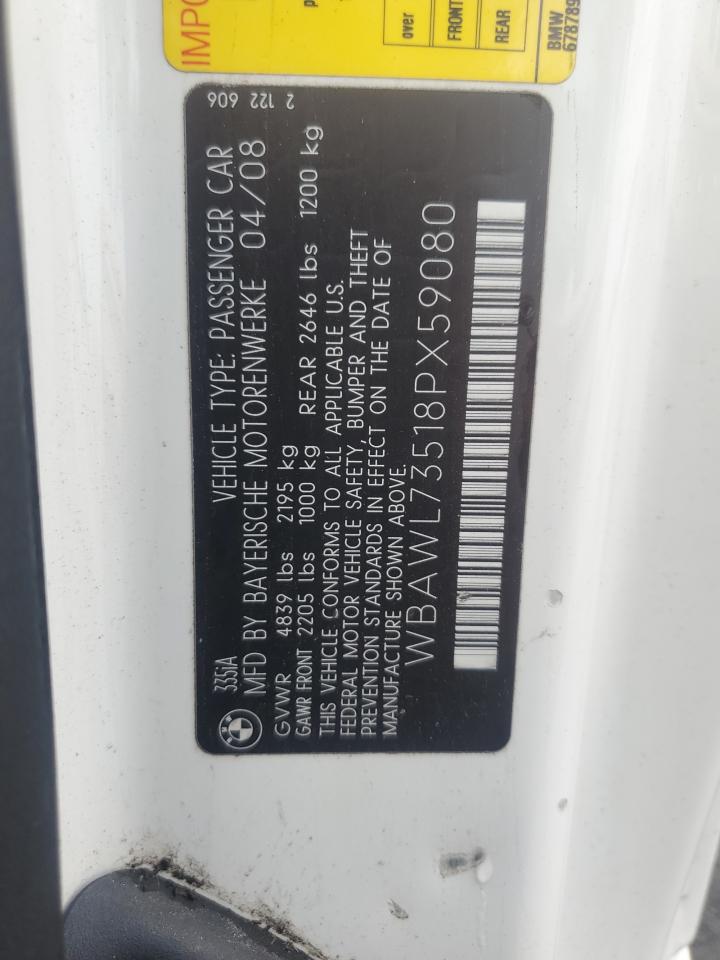 IMPO
over
FRONT
REAR
BMW
678789
335iA VEHICLE TYPE: PASSENGER CAR
MFD BY BAYERISCHE MOTORENWERKE 04/08
2 122 606
GVWR 4839 lbs 2195 kg
GAWR FRONT 2205 lbs 1000 kg REAR 2646 lbs 1200 kg
THIS VEHICLE CONFORMS TO ALL APPLICABLE U.S.
FEDERAL MOTOR VEHICLE SAFETY, BUMPER AND THEFT
PREVENTION STANDARDS IN EFFECT ON THE DATE OF
MANUFACTURE SHOWN ABOVE.
WBAWL73518PX59080